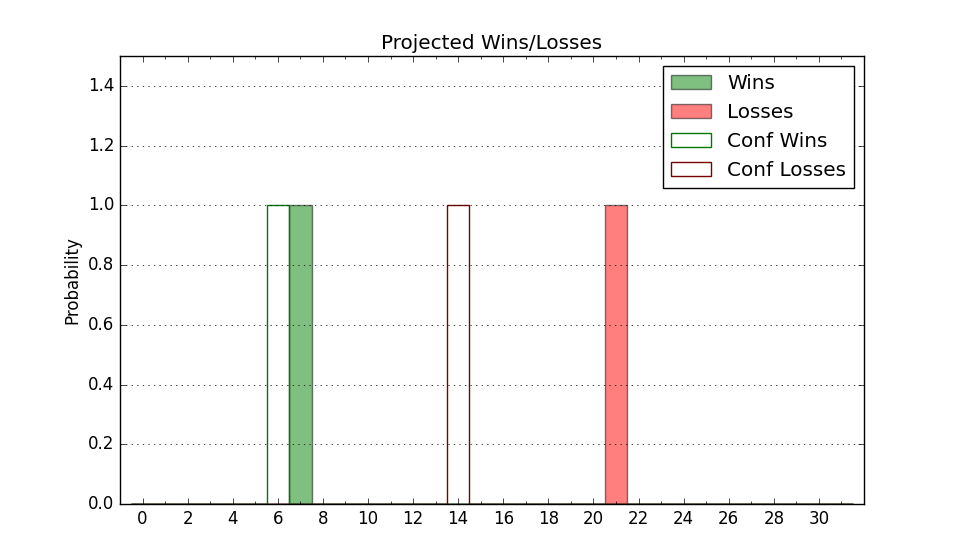 Projected Wins/Losses
Wins
Losses
Conf Wins
Conf Losses
Probability
1.4
1.2
1.0
0.8
0.6
0.4
0.2
0.0
0 2 4 6 8 10 12 14 16 18 20 22 24 26 28 30